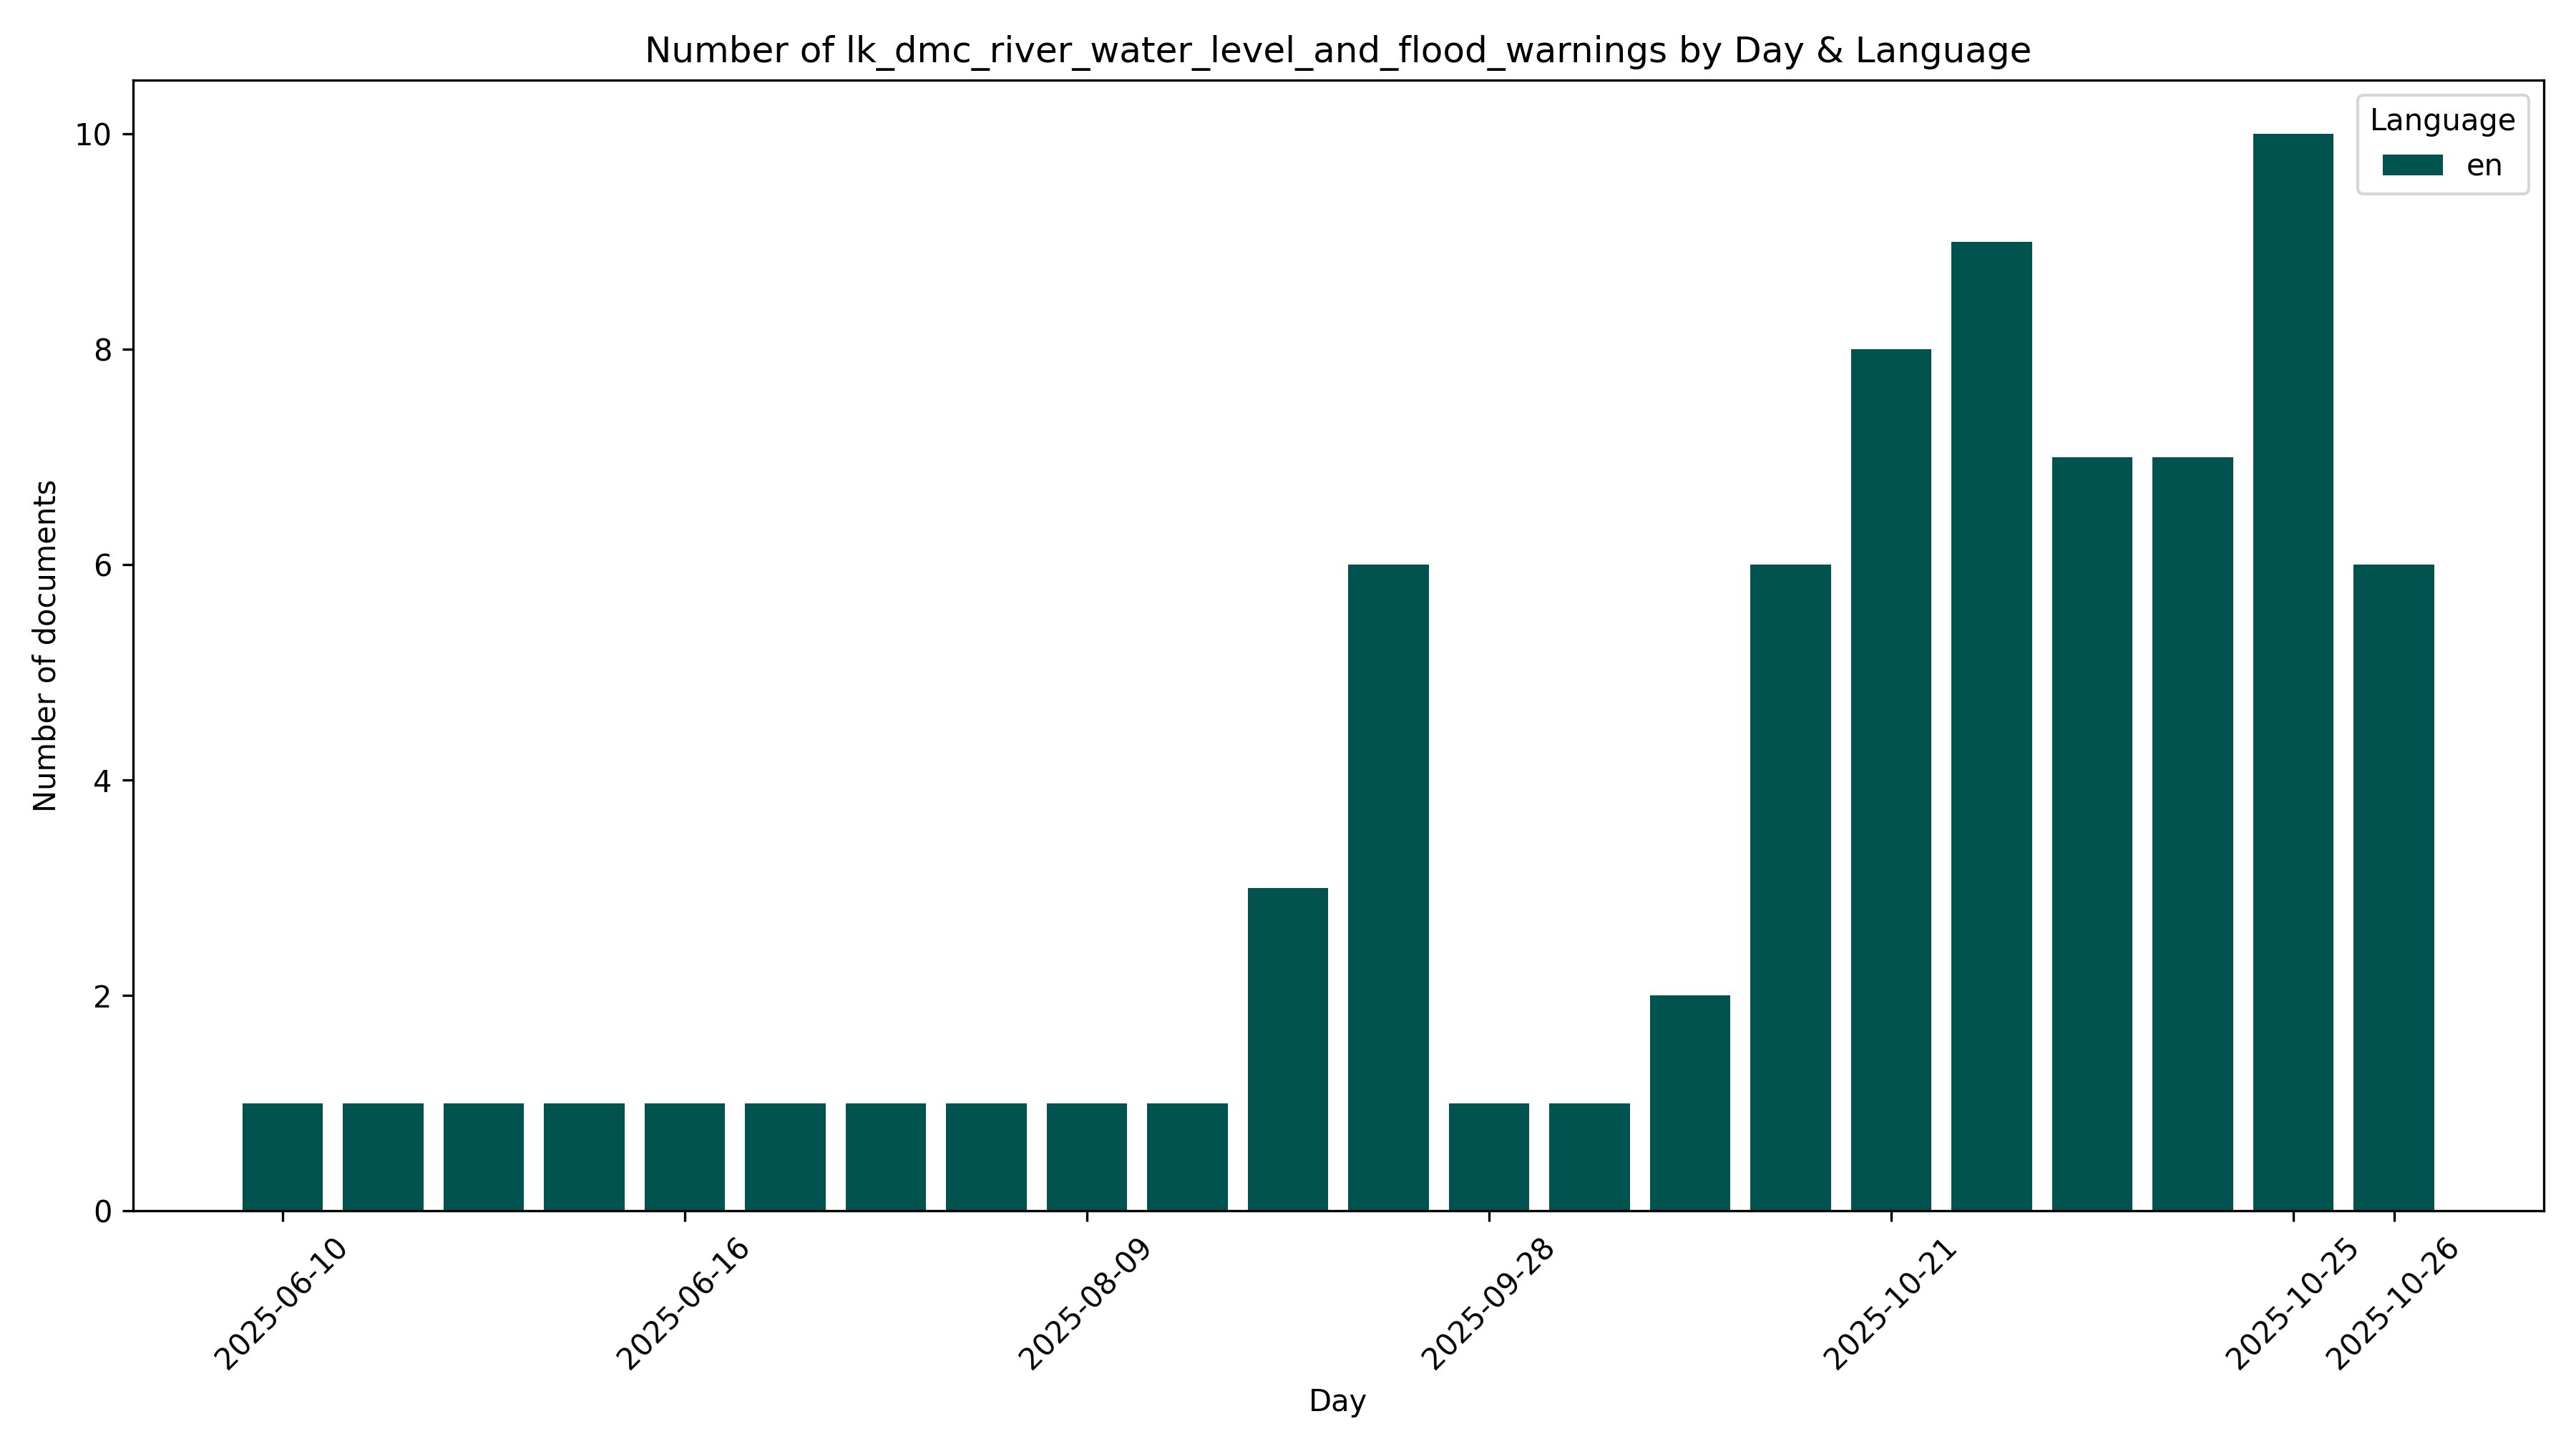 Number of lk_dmc_river_water_level_and_flood_warnings by Day & Language
Language
en
Number of documents
10
8
6
4
2
0
2025-06-10
2025-06-16
2025-08-09
2025-09-28
2025-10-21
2025-10-25
2025-10-26
Day